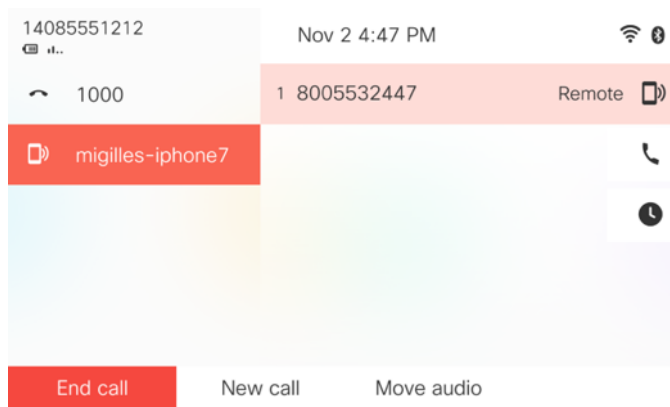 14085551212
Nov 2 4:47 PM
1000
1 8005532447 Remote
migilles-iphone7
End call New call Move audio